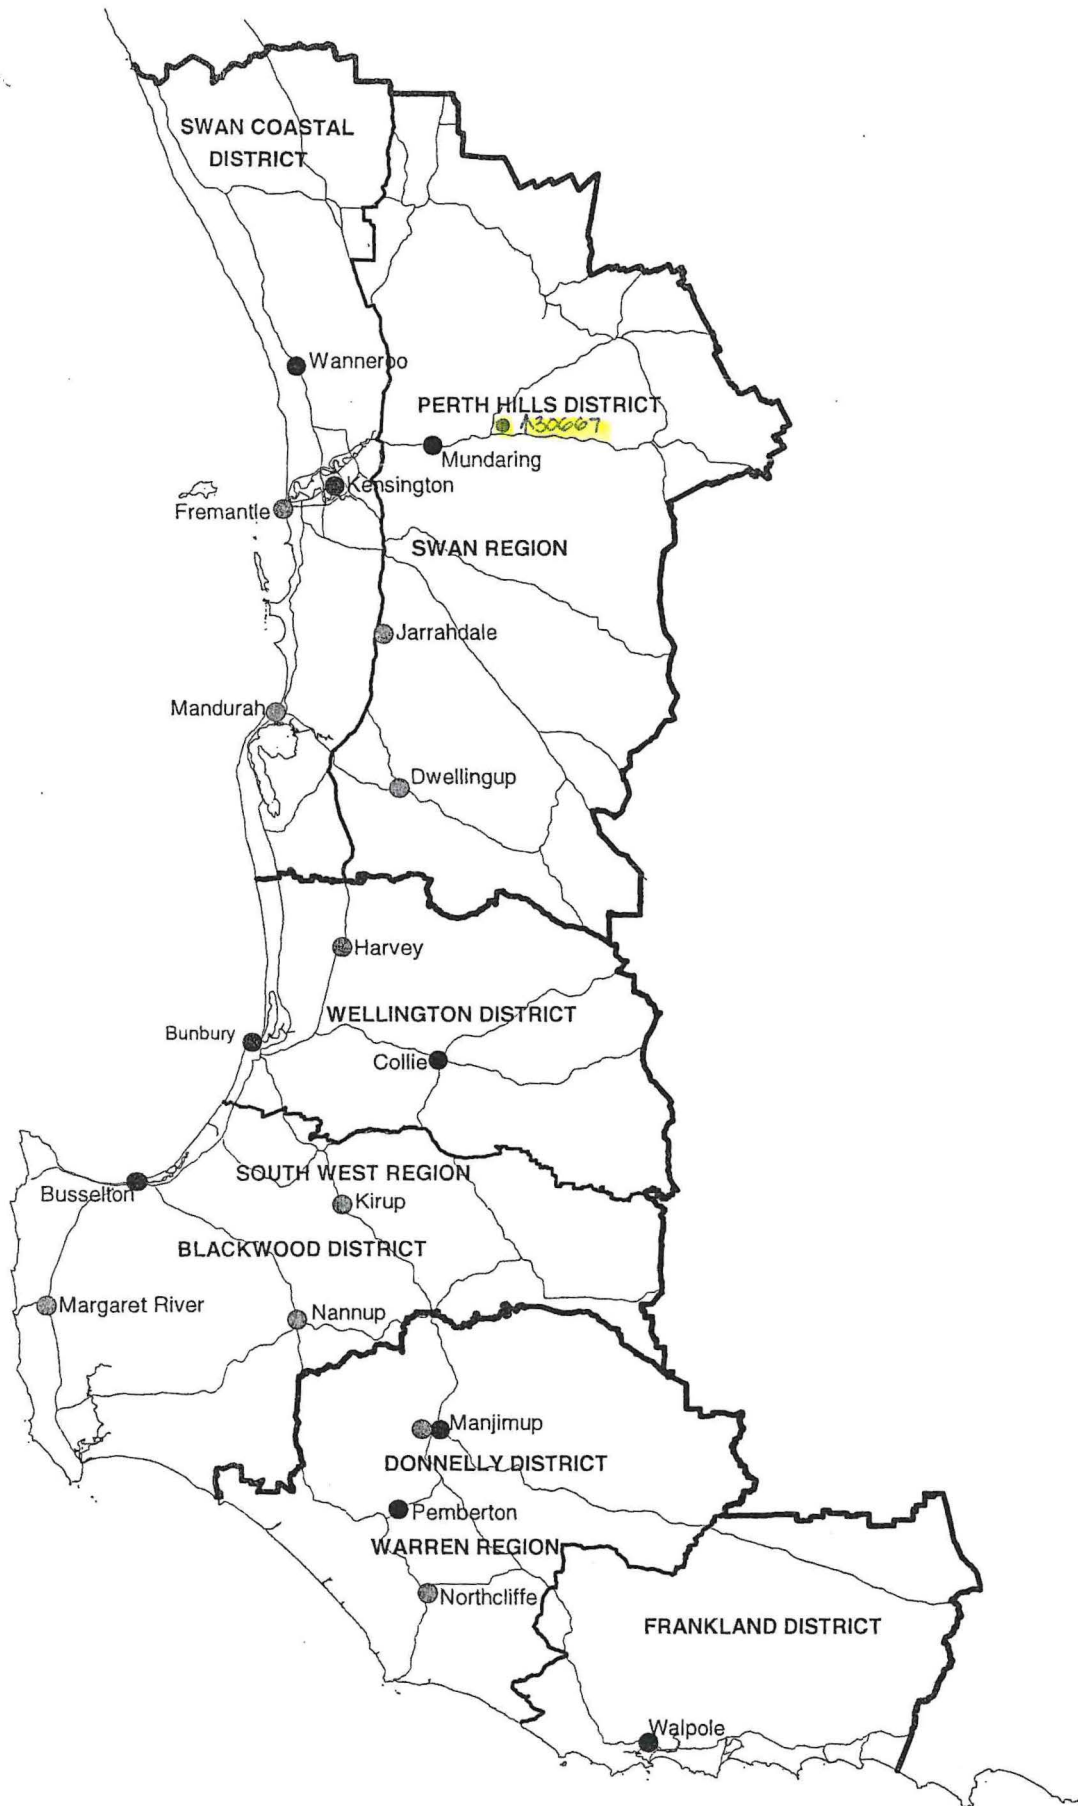 SWAN COASTAL
DISTRICT
Wanneroo
PERTH HILLS DISTRICT
A30667
Mundaring
Kensington
Fremantle
SWAN REGION
Jarrahdale
Mandurah
Dwellingup
Harvey
WELLINGTON DISTRICT
Bunbury
Collie
SOUTH WEST REGION
Busselton
Kirup
BLACKWOOD DISTRICT
Margaret River
Nannup
Manjimup
DONNELLY DISTRICT
Pemberton
WARREN REGION
Northcliffe
FRANKLAND DISTRICT
Walpole